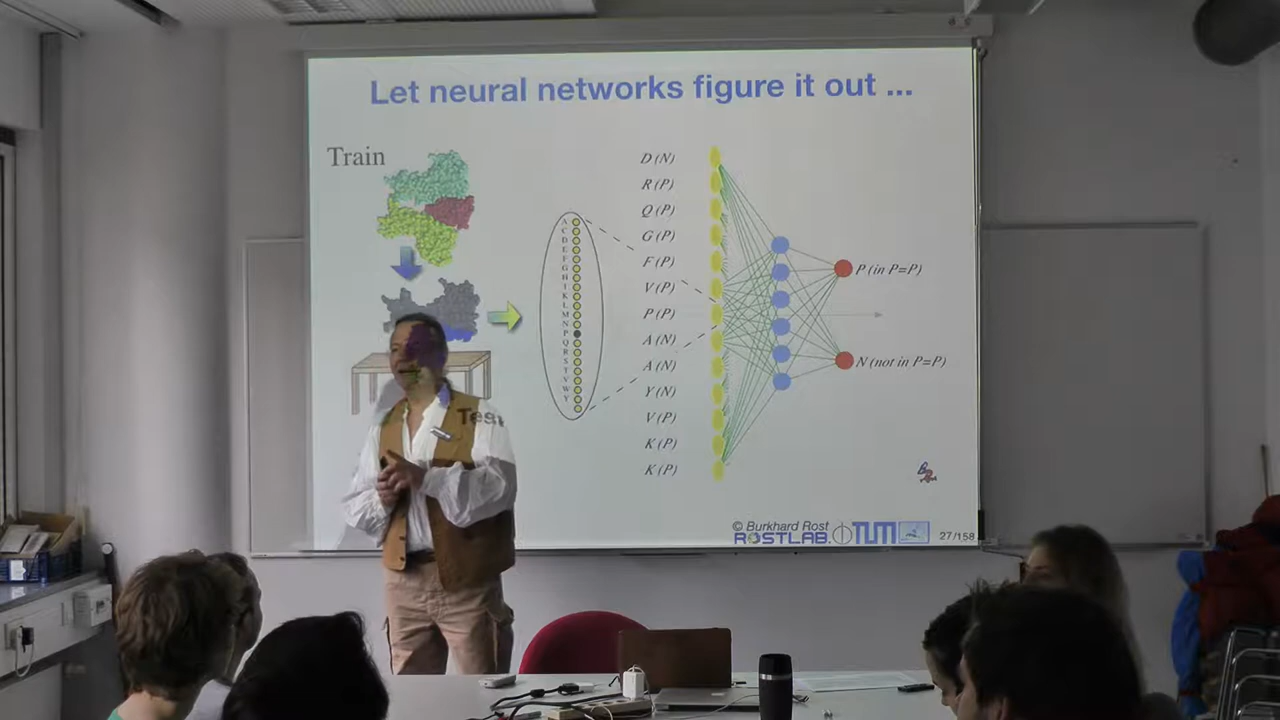 Let neural networks figure it out ...
Train
A
C
D
E
F
G
H
I
K
L
M
N
P
Q
R
S
T
V
W
Y
D (N)
R (P)
Q (P)
G (P)
F (P)
V (P)
P (P)
A (N)
A (N)
Y (N)
V (P)
K (P)
K (P)
P (in P=P)
N (not in P=P)
Test
© Burkhard Rost
ROSTLAB
TUM
27/158